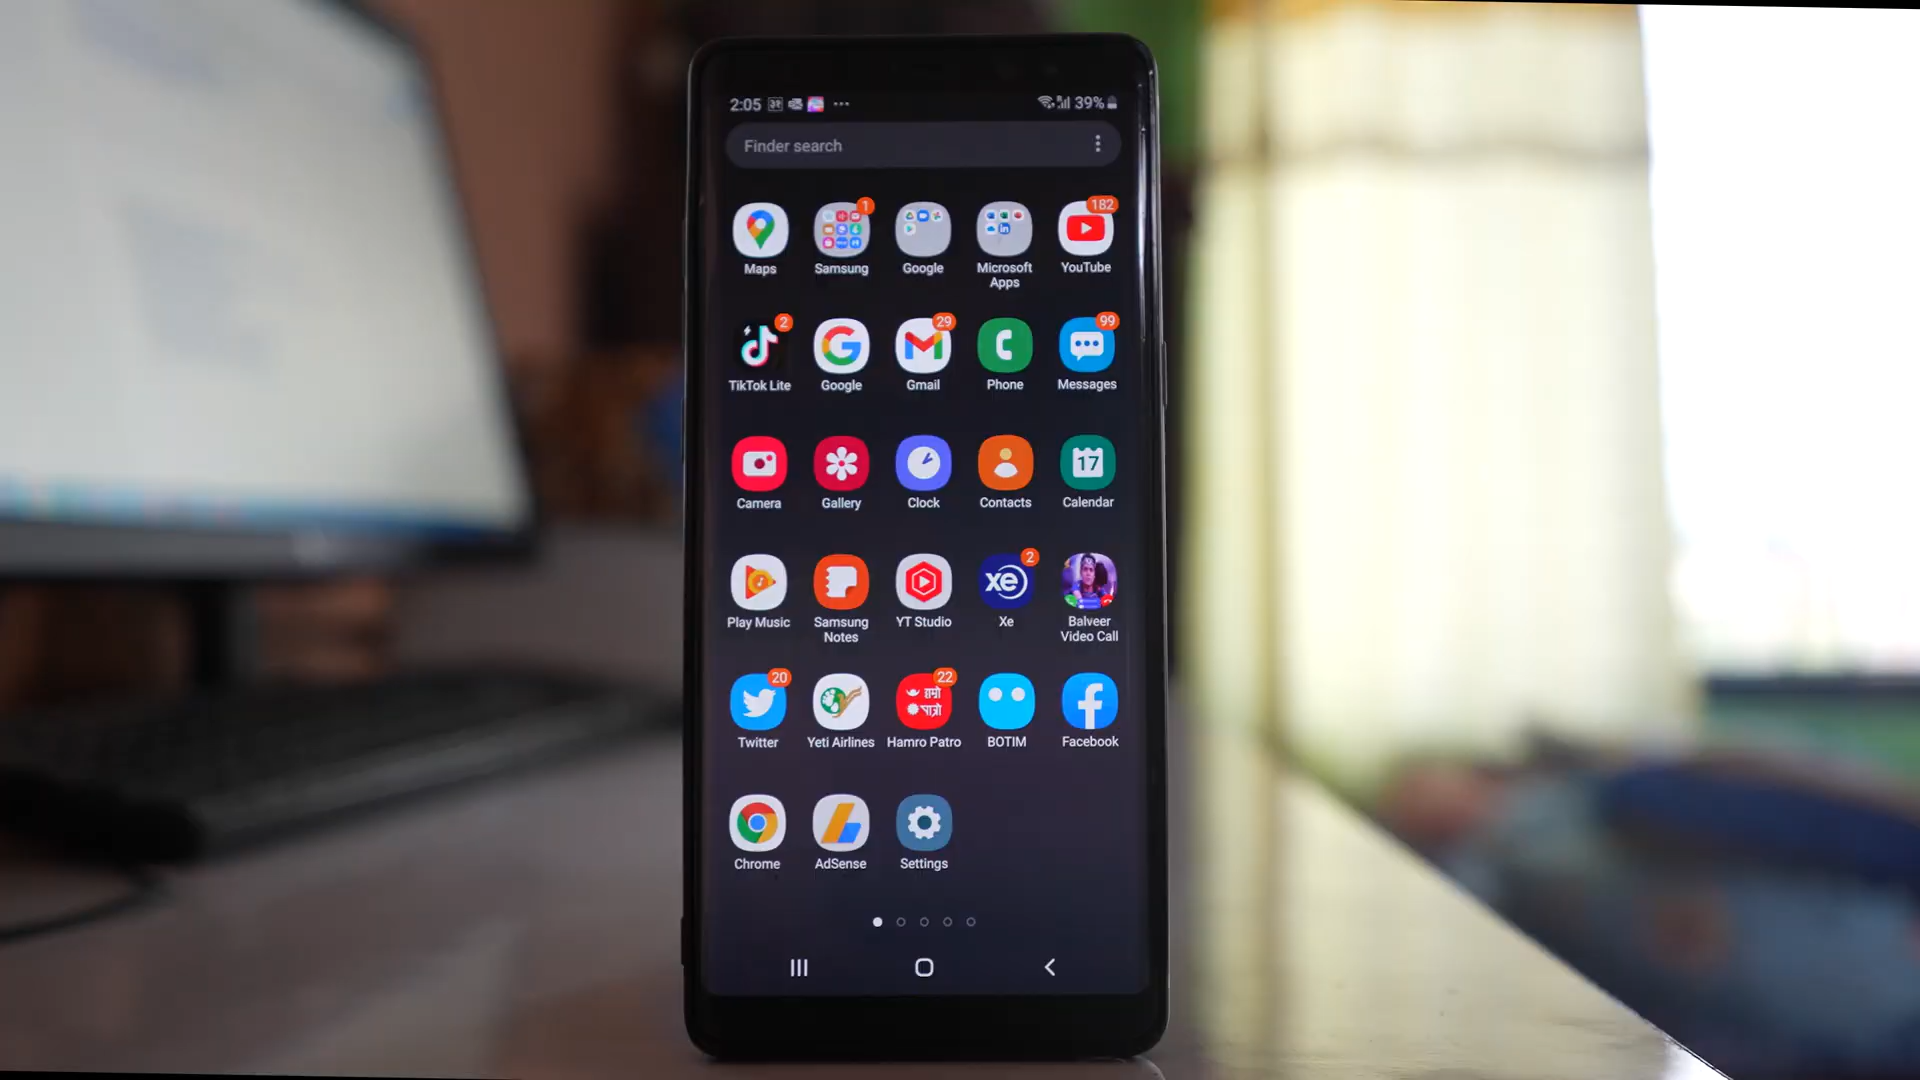 2:05 39%
Finder search
1 182
Maps Samsung Google Microsoft Apps YouTube
2 29 99
TikTok Lite Google Gmail Phone Messages
17
Camera Gallery Clock Contacts Calendar
xe 2
Play Music Samsung Notes YT Studio Xe Balveer Video Call
20 22
हाम्रो
पात्रो
Twitter Yeti Airlines Hamro Patro BOTIM Facebook
Chrome AdSense Settings